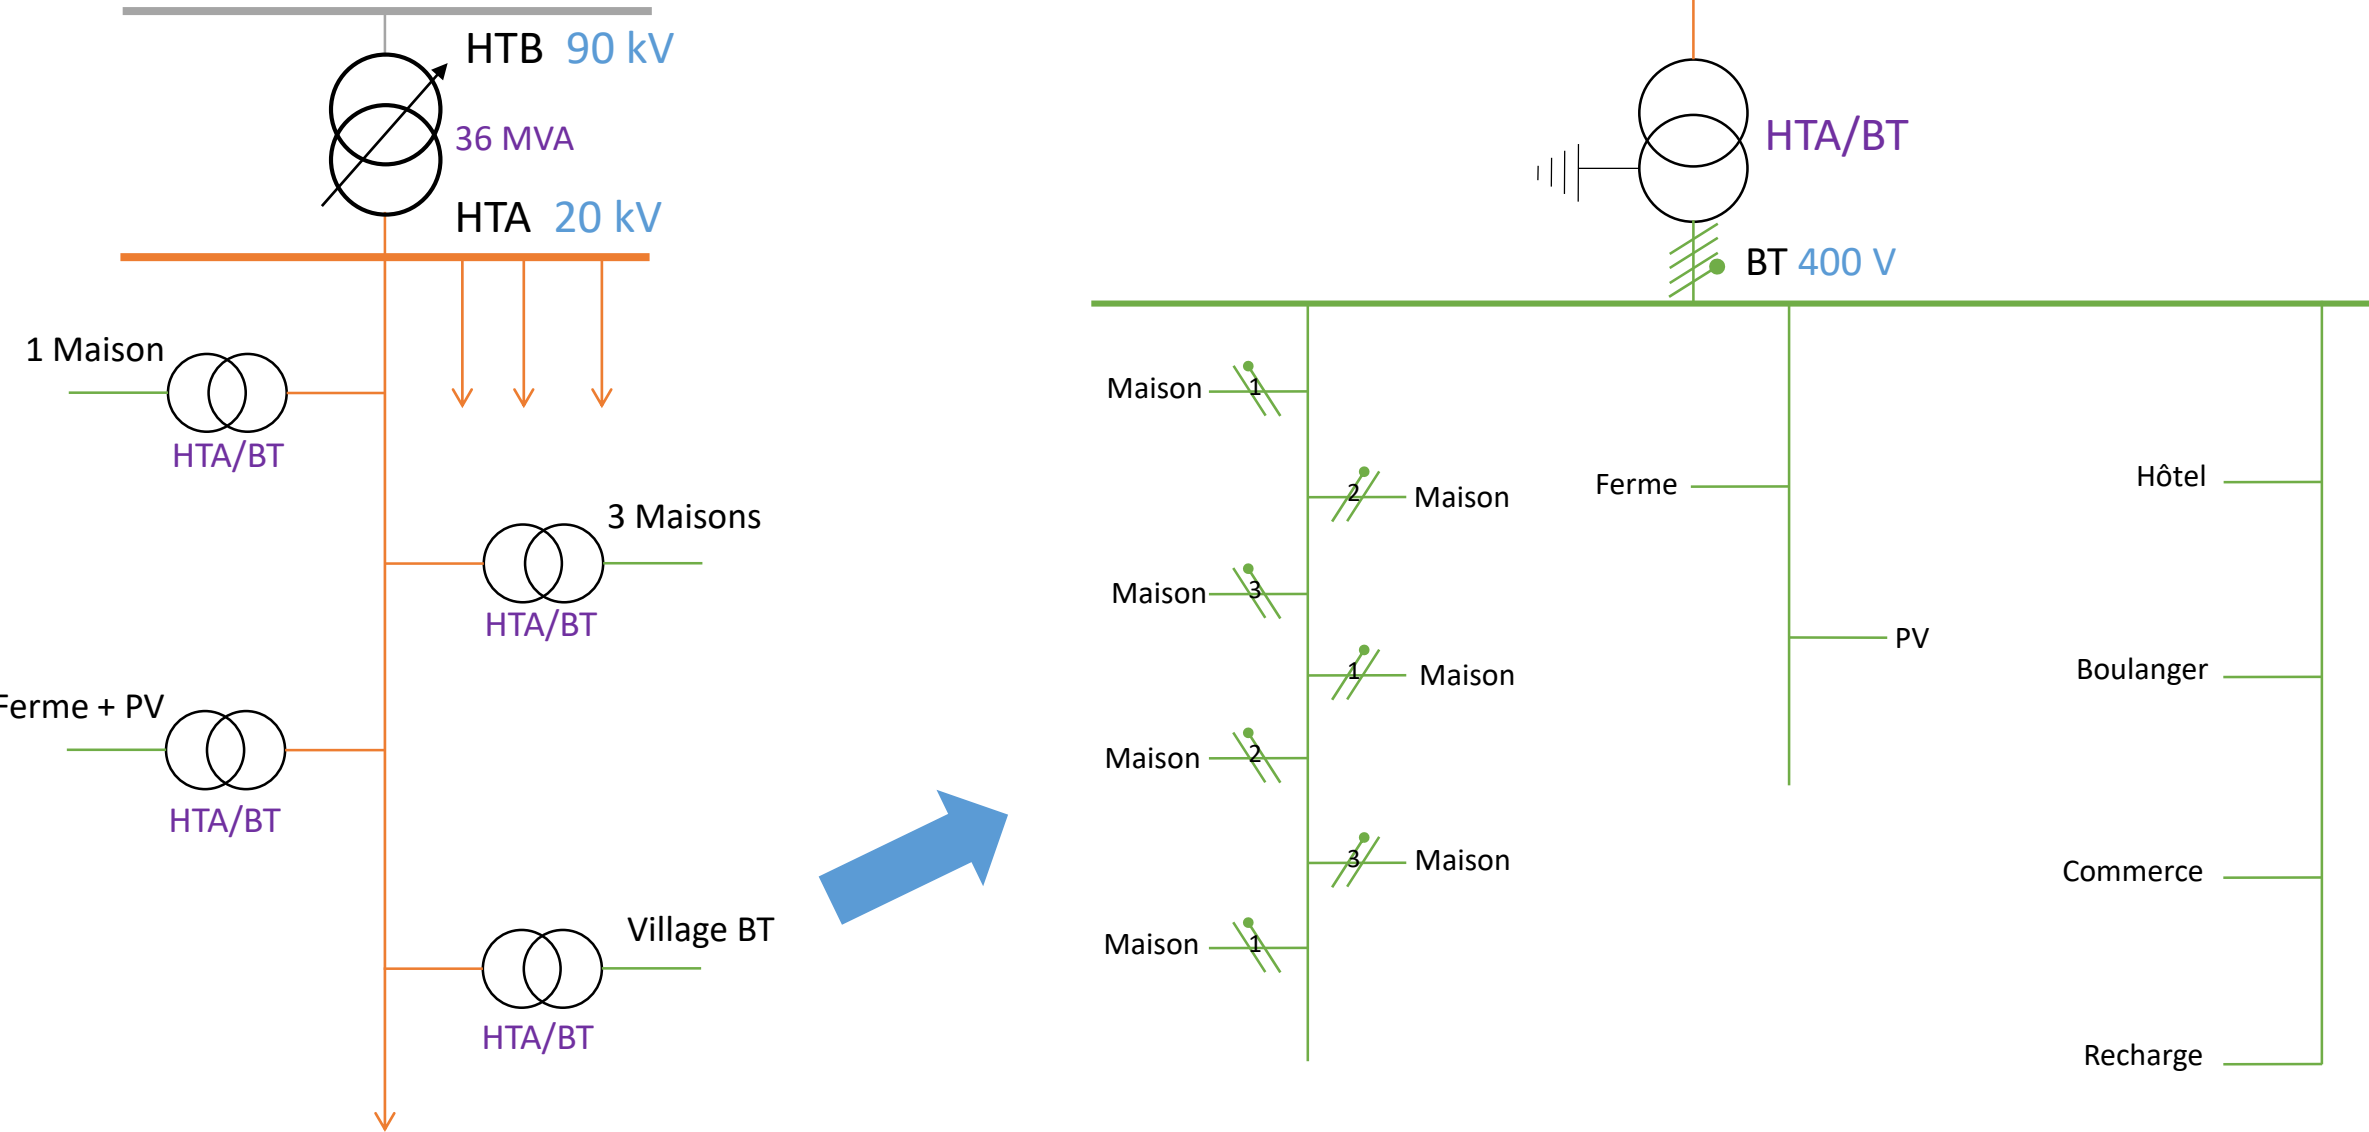 HTB 90 kV
36 MVA
HTA 20 kV
1 Maison
HTA/BT
3 Maisons
HTA/BT
Ferme + PV
HTA/BT
Village BT
HTA/BT
HTA/BT
BT 400 V
Maison 1
2 Maison
Maison 3
1 Maison
Maison 2
3 Maison
Maison 1
Ferme
PV
Hôtel
Boulanger
Commerce
Recharge